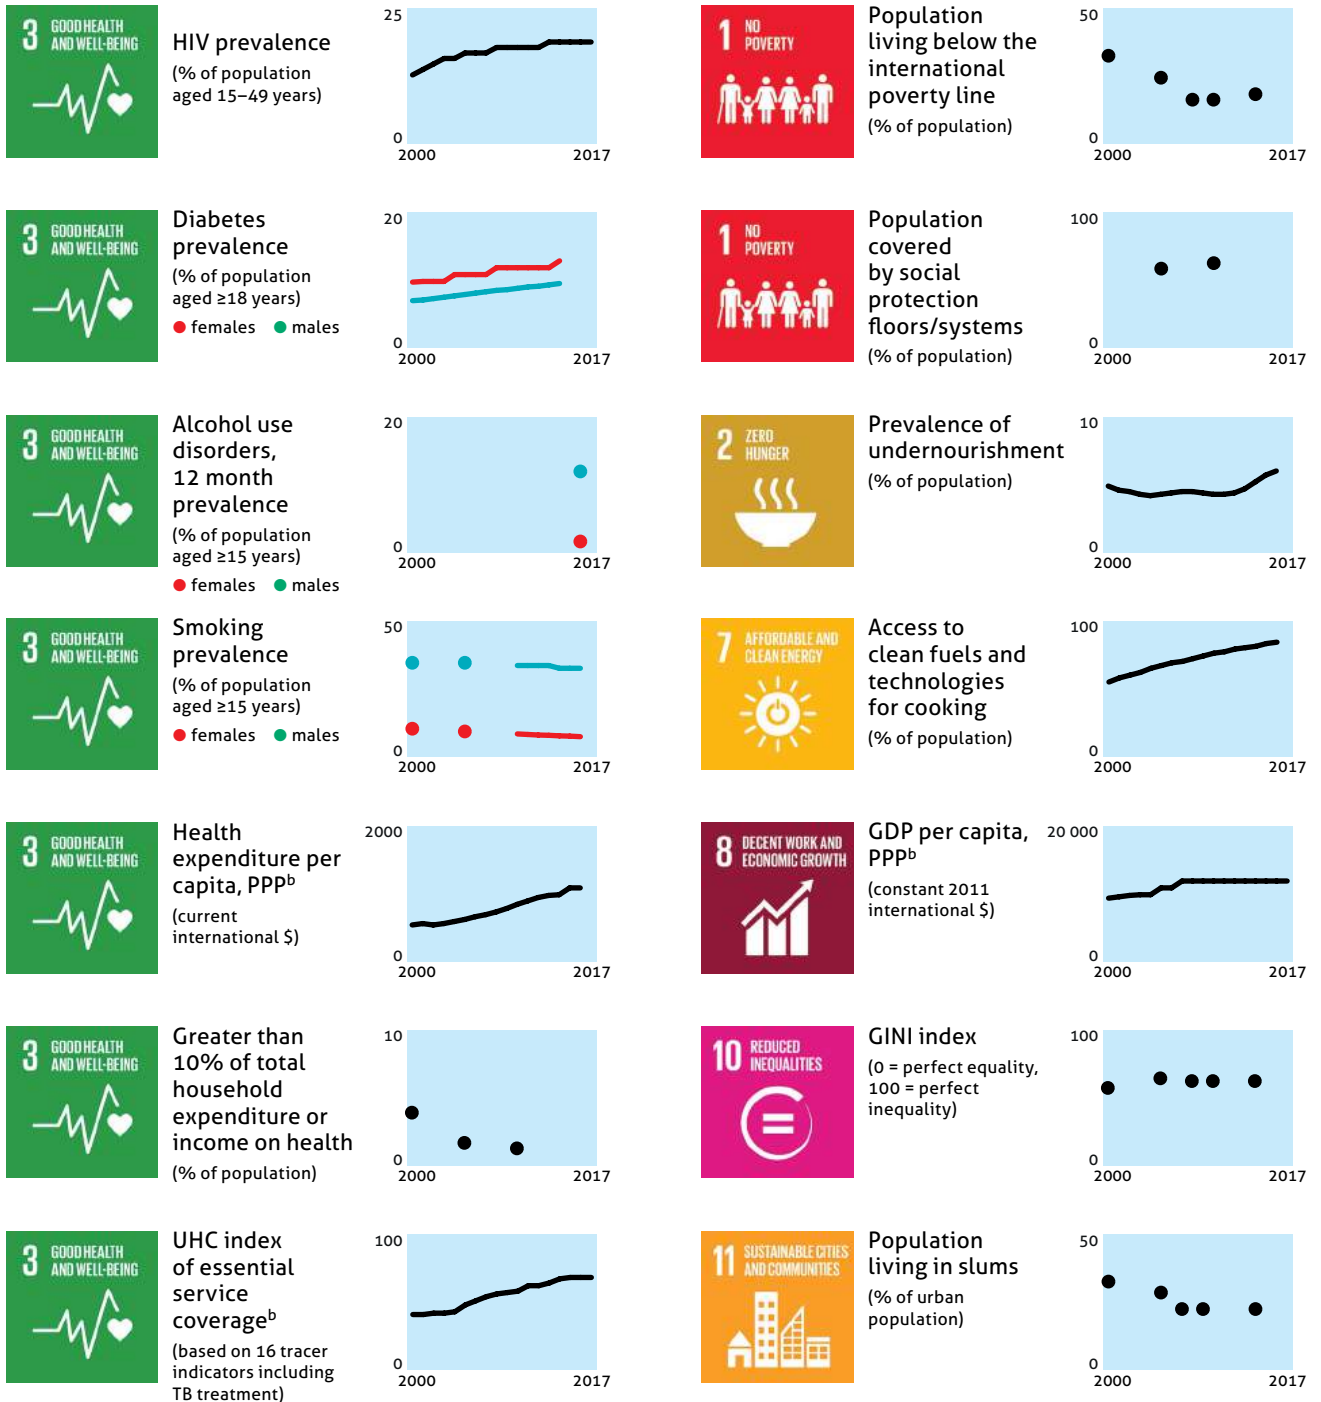 3 GOOD HEALTH
AND WELL-BEING
HIV prevalence
(% of population
aged 15–49 years)
25
0
2000 2017
3 GOOD HEALTH
AND WELL-BEING
Diabetes
prevalence
(% of population
aged ≥18 years)
females males
20
0
2000 2017
3 GOOD HEALTH
AND WELL-BEING
Alcohol use
disorders,
12 month
prevalence
(% of population
aged ≥15 years)
females males
20
0
2000 2017
3 GOOD HEALTH
AND WELL-BEING
Smoking
prevalence
(% of population
aged ≥15 years)
females males
50
0
2000 2017
3 GOOD HEALTH
AND WELL-BEING
Health
expenditure per
capita, PPPᵇ
(current
international $)
2000
0
2000 2017
3 GOOD HEALTH
AND WELL-BEING
Greater than
10% of total
household
expenditure or
income on health
(% of population)
10
0
2000 2017
3 GOOD HEALTH
AND WELL-BEING
UHC index
of essential
service
coverageᵇ
(based on 16 tracer
indicators including
TB treatment)
100
0
2000 2017
1 NO
POVERTY
Population
living below the
international
poverty line
(% of population)
50
0
2000 2017
1 NO
POVERTY
Population
covered
by social
protection
floors/systems
(% of population)
100
0
2000 2017
2 ZERO
HUNGER
Prevalence of
undernourishment
(% of population)
10
0
2000 2017
7 AFFORDABLE AND
CLEAN ENERGY
Access to
clean fuels and
technologies
for cooking
(% of population)
100
0
2000 2017
8 DECENT WORK AND
ECONOMIC GROWTH
GDP per capita,
PPPᵇ
(constant 2011
international $)
20 000
0
2000 2017
10 REDUCED
INEQUALITIES
GINI index
(0 = perfect equality,
100 = perfect
inequality)
100
0
2000 2017
11 SUSTAINABLE CITIES
AND COMMUNITIES
Population
living in slums
(% of urban
population)
50
0
2000 2017